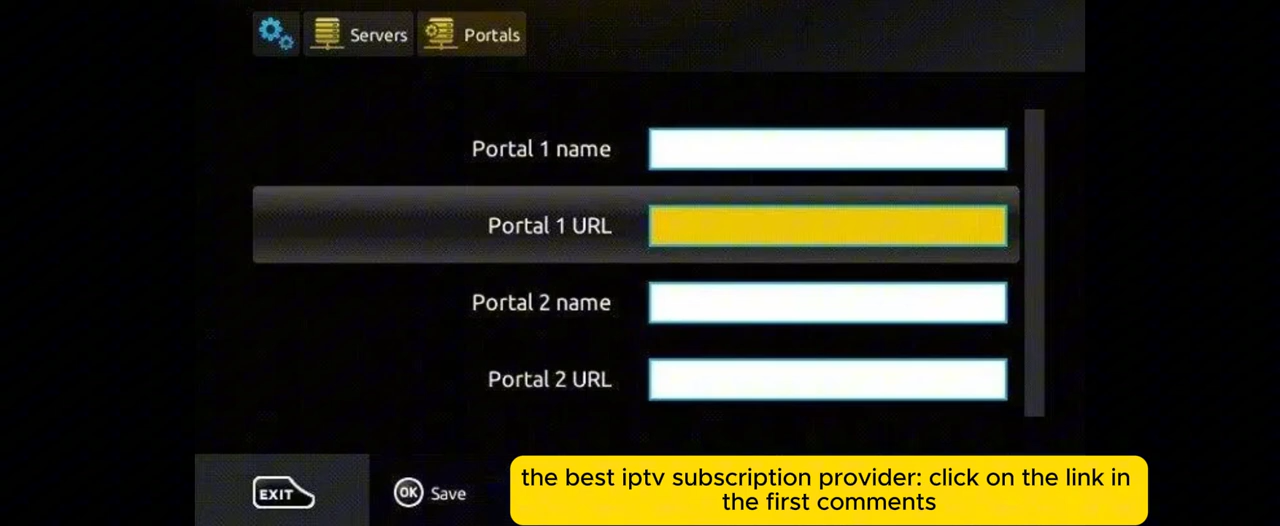 Servers
Portals
Portal 1 name
Portal 1 URL
Portal 2 name
Portal 2 URL
EXIT
OK Save
the best iptv subscription provider: click on the link in
the first comments